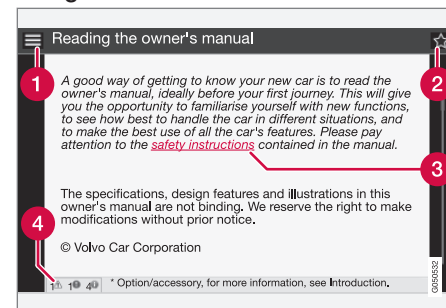 Reading the owner's manual
1
2
A good way of getting to know your new car is to read the
owner's manual, ideally before your first journey. This will give
you the opportunity to familiarise yourself with new functions,
to see how best to handle the car in different situations, and
to make the best use of all the car's features. Please pay
attention to the safety instructions contained in the manual.
3
The specifications, design features and illustrations in this
owner's manual are not binding. We reserve the right to make
modifications without prior notice.
4
© Volvo Car Corporation
1 1 4 * Option/accessory, for more information, see Introduction.
G050532